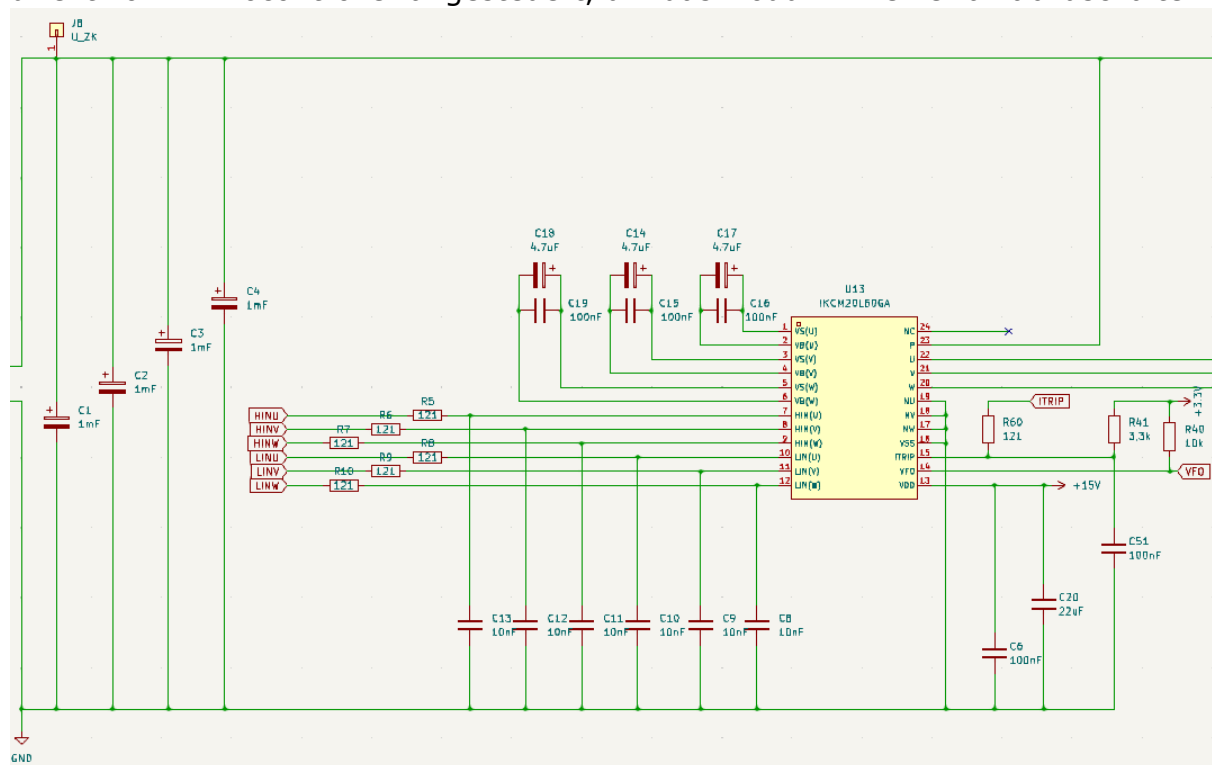 J8
U_ZK
1
C4
1mF
C3
1mF
C2
1mF
C1
1mF
GND
C18
4.7uF
C14
4.7uF
C17
4.7uF
C19
100nF
C15
100nF
C16
100nF
U13
IKCM20L60GA
1 VS(U)
2 VB(U)
3 VS(V)
4 VB(V)
5 VS(W)
6 VB(W)
7 HIN(U)
8 HIN(V)
9 HIN(W)
10 LIN(U)
11 LIN(V)
12 LIN(W)
NC 24
P 23
U 22
V 21
W 20
NU 19
NV 18
NW 17
VSS 16
ITRIP 15
VFO 14
VDD 13
HINU
HINV
HINW
LINU
LINV
LINW
R5
121
R6
121
R7
121
R8
121
R9
121
R10
121
C13
10nF
C12
10nF
C11
10nF
C10
10nF
C9
10nF
C8
10nF
ITRIP
R60
121
R41
3,3k
+3.3V
R40
10k
VFO
+15V
C51
100nF
C20
22uF
C6
100nF